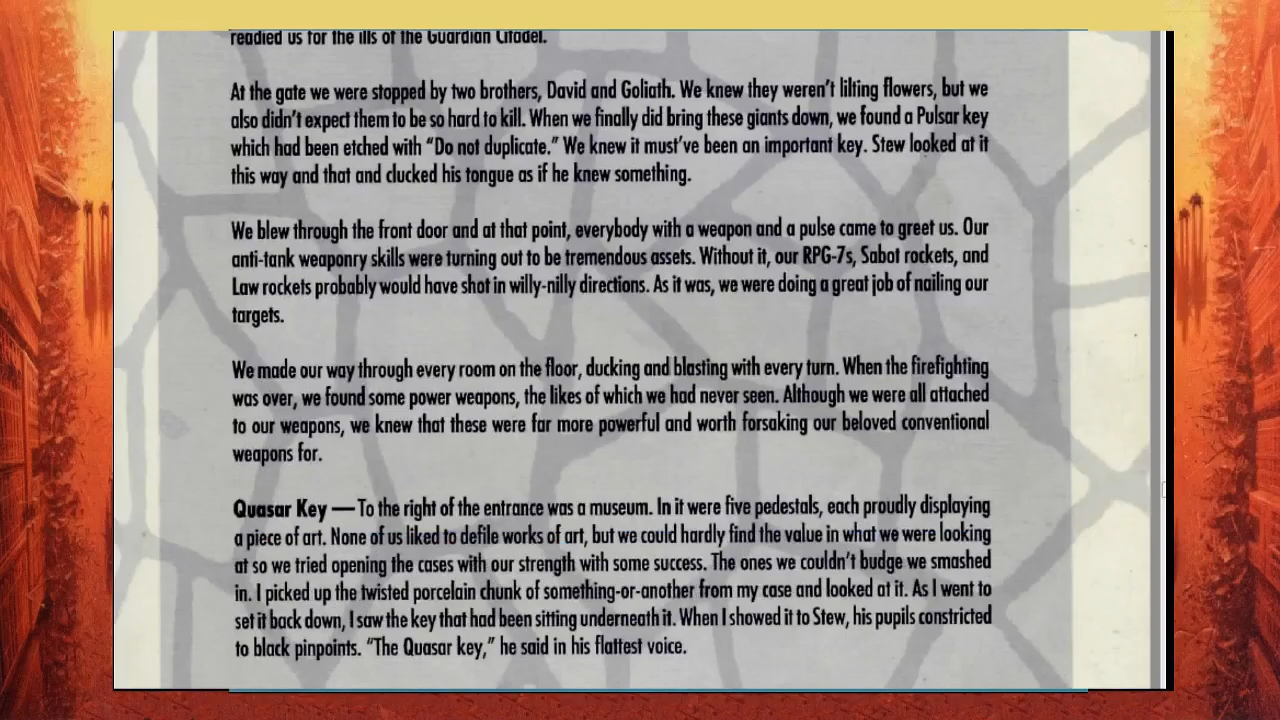 readied us for the ills of the Guardian Citadel.
At the gate we were stopped by two brothers, David and Goliath. We knew they weren't lilting flowers, but we
also didn't expect them to be so hard to kill. When we finally did bring these giants down, we found a Pulsar key
which had been etched with “Do not duplicate.” We knew it must've been an important key. Stew looked at it
this way and that and clucked his tongue as if he knew something.
We blew through the front door and at that point, everybody with a weapon and a pulse came to greet us. Our
anti-tank weaponry skills were turning out to be tremendous assets. Without it, our RPG-7s, Sabot rockets, and
Law rockets probably would have shot in willy-nilly directions. As it was, we were doing a great job of nailing our
targets.
We made our way through every room on the floor, ducking and blasting with every turn. When the firefighting
was over, we found some power weapons, the likes of which we had never seen. Although we were all attached
to our weapons, we knew that these were far more powerful and worth forsaking our beloved conventional
weapons for.
Quasar Key — To the right of the entrance was a museum. In it were five pedestals, each proudly displaying
a piece of art. None of us liked to defile works of art, but we could hardly find the value in what we were looking
at so we tried opening the cases with our strength with some success. The ones we couldn't budge we smashed
in. I picked up the twisted porcelain chunk of something-or-another from my case and looked at it. As I went to
set it back down, I saw the key that had been sitting underneath it. When I showed it to Stew, his pupils constricted
to black pinpoints. “The Quasar key,” he said in his flattest voice.